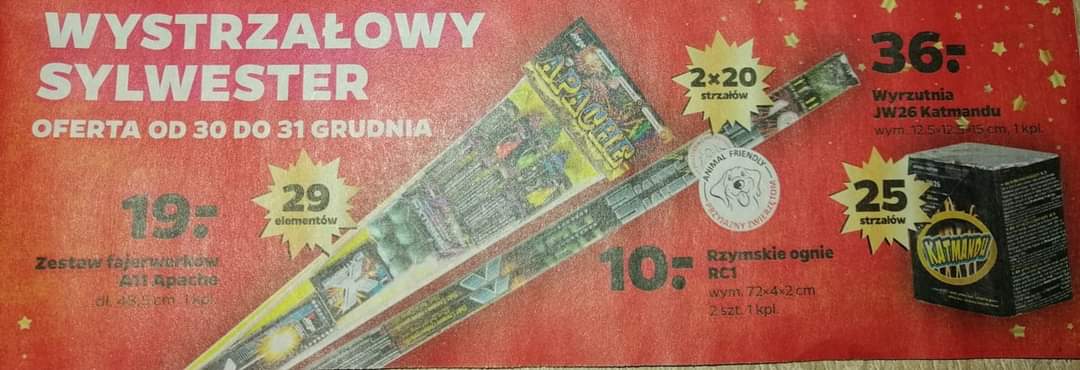 WYSTRZAŁOWY
SYLWESTER
OFERTA OD 30 DO 31 GRUDNIA
29
elementów
19:-
Zestaw fajerwerków
A11 Apache
dł. 48,5 cm, 1 kpl.
APACHE
2×20
strzałów
ANIMAL FRIENDLY
PRZYJAZNY ZWIERZĘTOM
10:-
Rzymskie ognie
RC1
wym. 72×4×2 cm
2 szt. 1 kpl.
36:-
Wyrzutnia
JW26 Katmandu
wym. 12,5×12,5×15 cm, 1 kpl.
25
strzałów
KATMANDU